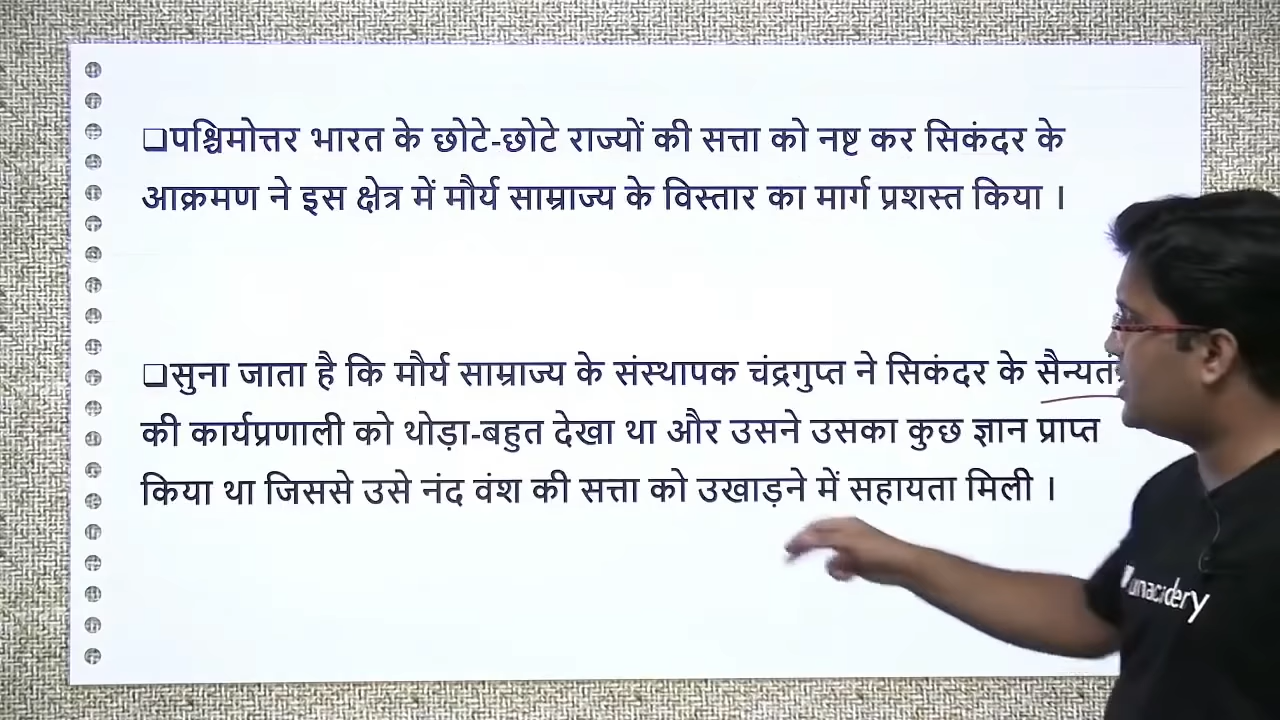 ❑पश्चिमोत्तर भारत के छोटे-छोटे राज्यों की सत्ता को नष्ट कर सिकंदर के
आक्रमण ने इस क्षेत्र में मौर्य साम्राज्य के विस्तार का मार्ग प्रशस्त किया ।
❑सुना जाता है कि मौर्य साम्राज्य के संस्थापक चंद्रगुप्त ने सिकंदर के
की कार्यप्रणाली को थोड़ा-बहुत देखा था और उसने उसका कुछ ज्ञान प्राप्त
किया था जिससे उसे नंद वंश की सत्ता को उखाड़ने में सहायता मिली ।
unacademy